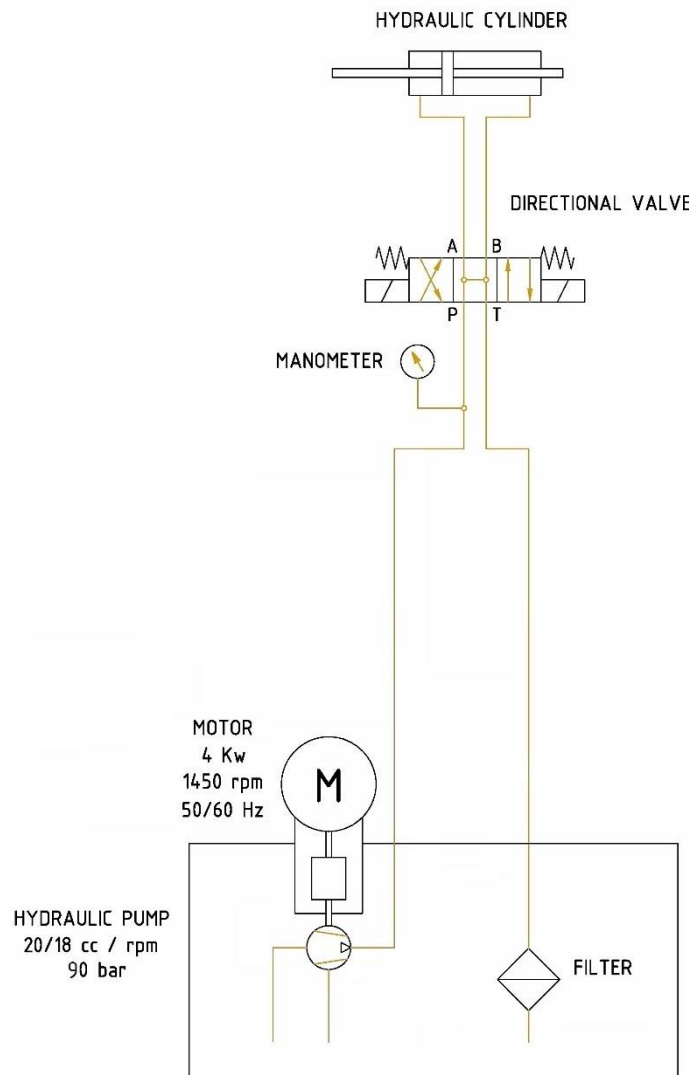 HYDRAULIC CYLINDER
DIRECTIONAL VALVE
A B
P T
MANOMETER
MOTOR
4 Kw
1450 rpm
50/60 Hz
M
HYDRAULIC PUMP
20/18 cc / rpm
90 bar
FILTER